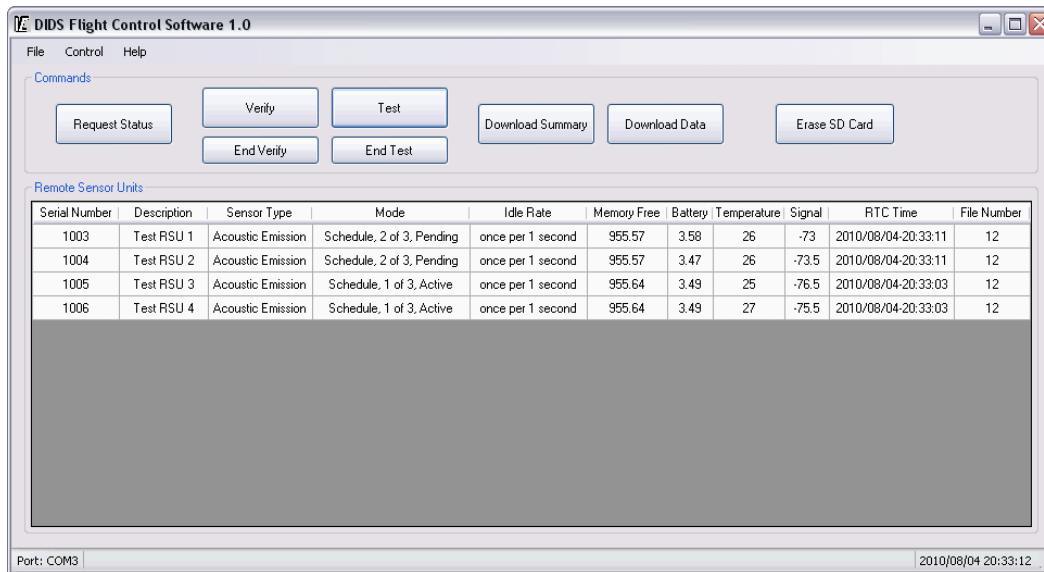 DIDS Flight Control Software 1.0
File Control Help
Commands
Request Status Verify Test Download Summary Download Data Erase SD Card
End Verify End Test
Remote Sensor Units
Serial Number Description Sensor Type Mode Idle Rate Memory Free Battery Temperature Signal RTC Time File Number
1003 Test RSU 1 Acoustic Emission Schedule, 2 of 3, Pending once per 1 second 955.57 3.58 26 -73 2010/08/04-20:33:11 12
1004 Test RSU 2 Acoustic Emission Schedule, 2 of 3, Pending once per 1 second 955.57 3.47 26 -73.5 2010/08/04-20:33:11 12
1005 Test RSU 3 Acoustic Emission Schedule, 1 of 3, Active once per 1 second 955.64 3.49 25 -76.5 2010/08/04-20:33:03 12
1006 Test RSU 4 Acoustic Emission Schedule, 1 of 3, Active once per 1 second 955.64 3.49 27 -75.5 2010/08/04-20:33:03 12
Port: COM3 2010/08/04 20:33:12